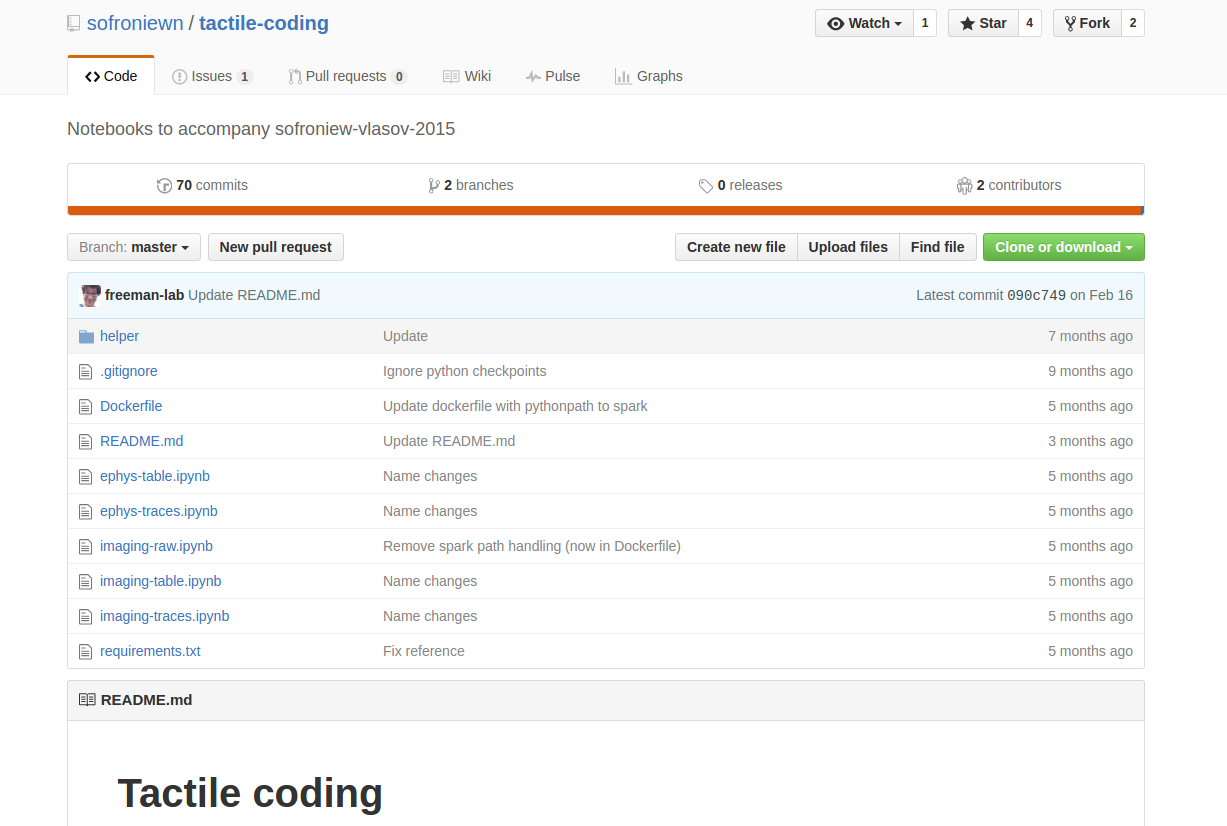 sofroniewn / tactile-coding
Watch 1 Star 4 Fork 2
Code Issues 1 Pull requests 0 Wiki Pulse Graphs
Notebooks to accompany sofroniew-vlasov-2015
70 commits 2 branches 0 releases 2 contributors
Branch: master New pull request Create new file Upload files Find file Clone or download
freeman-lab Update README.md Latest commit 090c749 on Feb 16
helper Update 7 months ago
.gitignore Ignore python checkpoints 9 months ago
Dockerfile Update dockerfile with pythonpath to spark 5 months ago
README.md Update README.md 3 months ago
ephys-table.ipynb Name changes 5 months ago
ephys-traces.ipynb Name changes 5 months ago
imaging-raw.ipynb Remove spark path handling (now in Dockerfile) 5 months ago
imaging-table.ipynb Name changes 5 months ago
imaging-traces.ipynb Name changes 5 months ago
requirements.txt Fix reference 5 months ago
README.md
Tactile coding